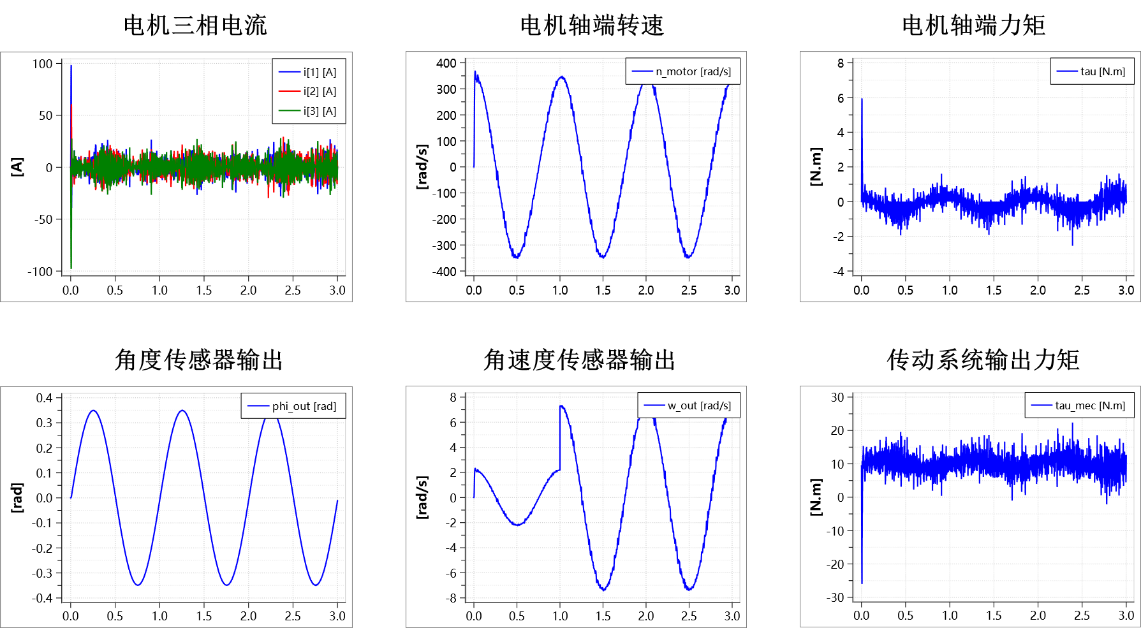 电机三相电流
电机轴端转速
电机轴端力矩
100
50
0
-50
-100
[A]
i[1] [A]
i[2] [A]
i[3] [A]
0.0 0.5 1.0 1.5 2.0 2.5 3.0
400
300
200
100
0
-100
-200
-300
-400
[rad/s]
n_motor [rad/s]
0.0 0.5 1.0 1.5 2.0 2.5 3.0
8
6
4
2
0
-2
-4
[N.m]
tau [N.m]
0.0 0.5 1.0 1.5 2.0 2.5 3.0
角度传感器输出
角速度传感器输出
传动系统输出力矩
0.4
0.3
0.2
0.1
0.0
-0.1
-0.2
-0.3
-0.4
[rad]
phi_out [rad]
0.0 0.5 1.0 1.5 2.0 2.5 3.0
8
6
4
2
0
-2
-4
-6
-8
[rad/s]
w_out [rad/s]
0.0 0.5 1.0 1.5 2.0 2.5 3.0
30
20
10
0
-10
-20
-30
[N.m]
tau_mec [N.m]
0.0 0.5 1.0 1.5 2.0 2.5 3.0